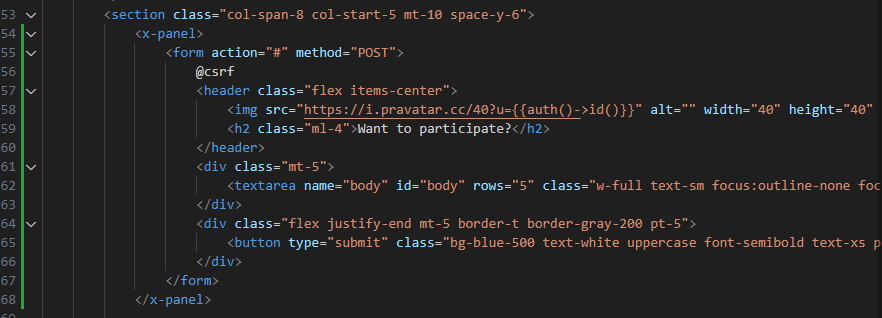 53 <section class="col-span-8 col-start-5 mt-10 space-y-6">
54 <x-panel>
55 <form action="#" method="POST">
56 @csrf
57 <header class="flex items-center">
58 <img src="https://i.pravatar.cc/40?u={{auth()->id()}}" alt="" width="40" height="40"
59 <h2 class="ml-4">Want to participate?</h2>
60 </header>
61 <div class="mt-5">
62 <textarea name="body" id="body" rows="5" class="w-full text-sm focus:outline-none foc
63 </div>
64 <div class="flex justify-end mt-5 border-t border-gray-200 pt-5">
65 <button type="submit" class="bg-blue-500 text-white uppercase font-semibold text-xs p
66 </div>
67 </form>
68 </x-panel>